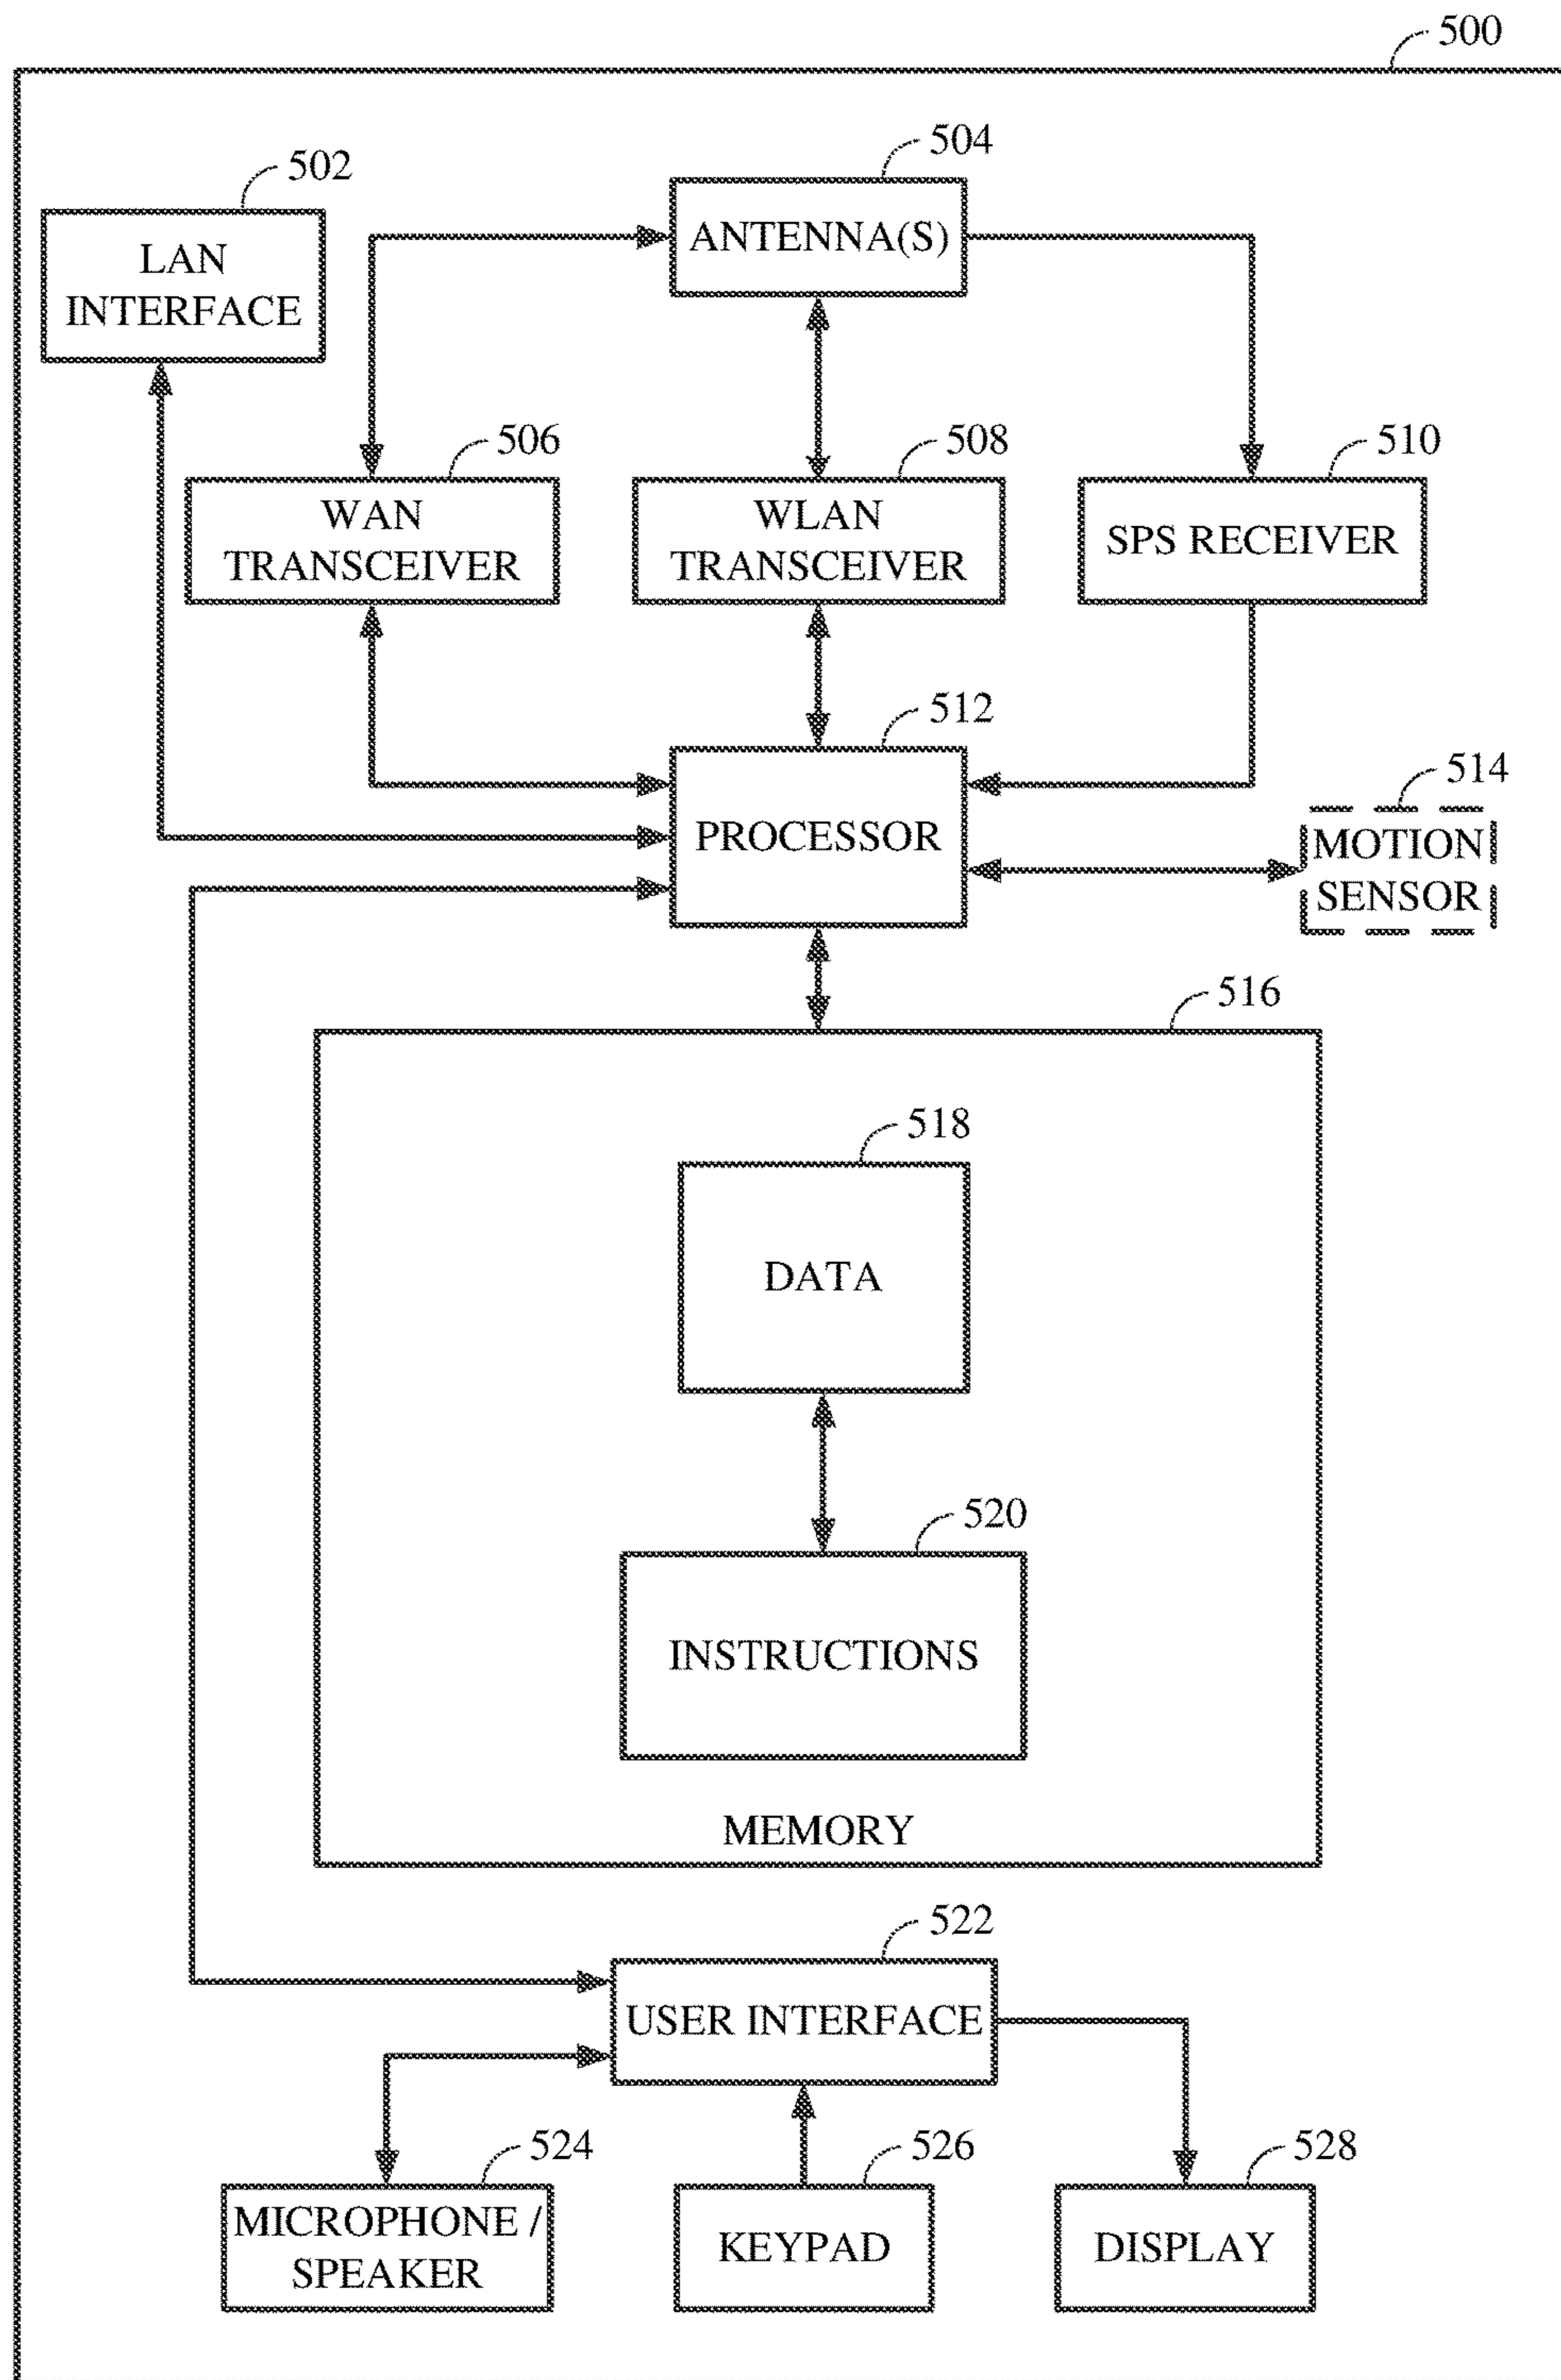 500
504
502
ANTENNA(S)
LAN
INTERFACE
506
508
510
WAN
TRANSCEIVER
WLAN
TRANSCEIVER
SPS RECEIVER
512
514
PROCESSOR
MOTION
SENSOR
516
518
DATA
520
INSTRUCTIONS
MEMORY
522
USER INTERFACE
524
526
528
MICROPHONE /
SPEAKER
KEYPAD
DISPLAY